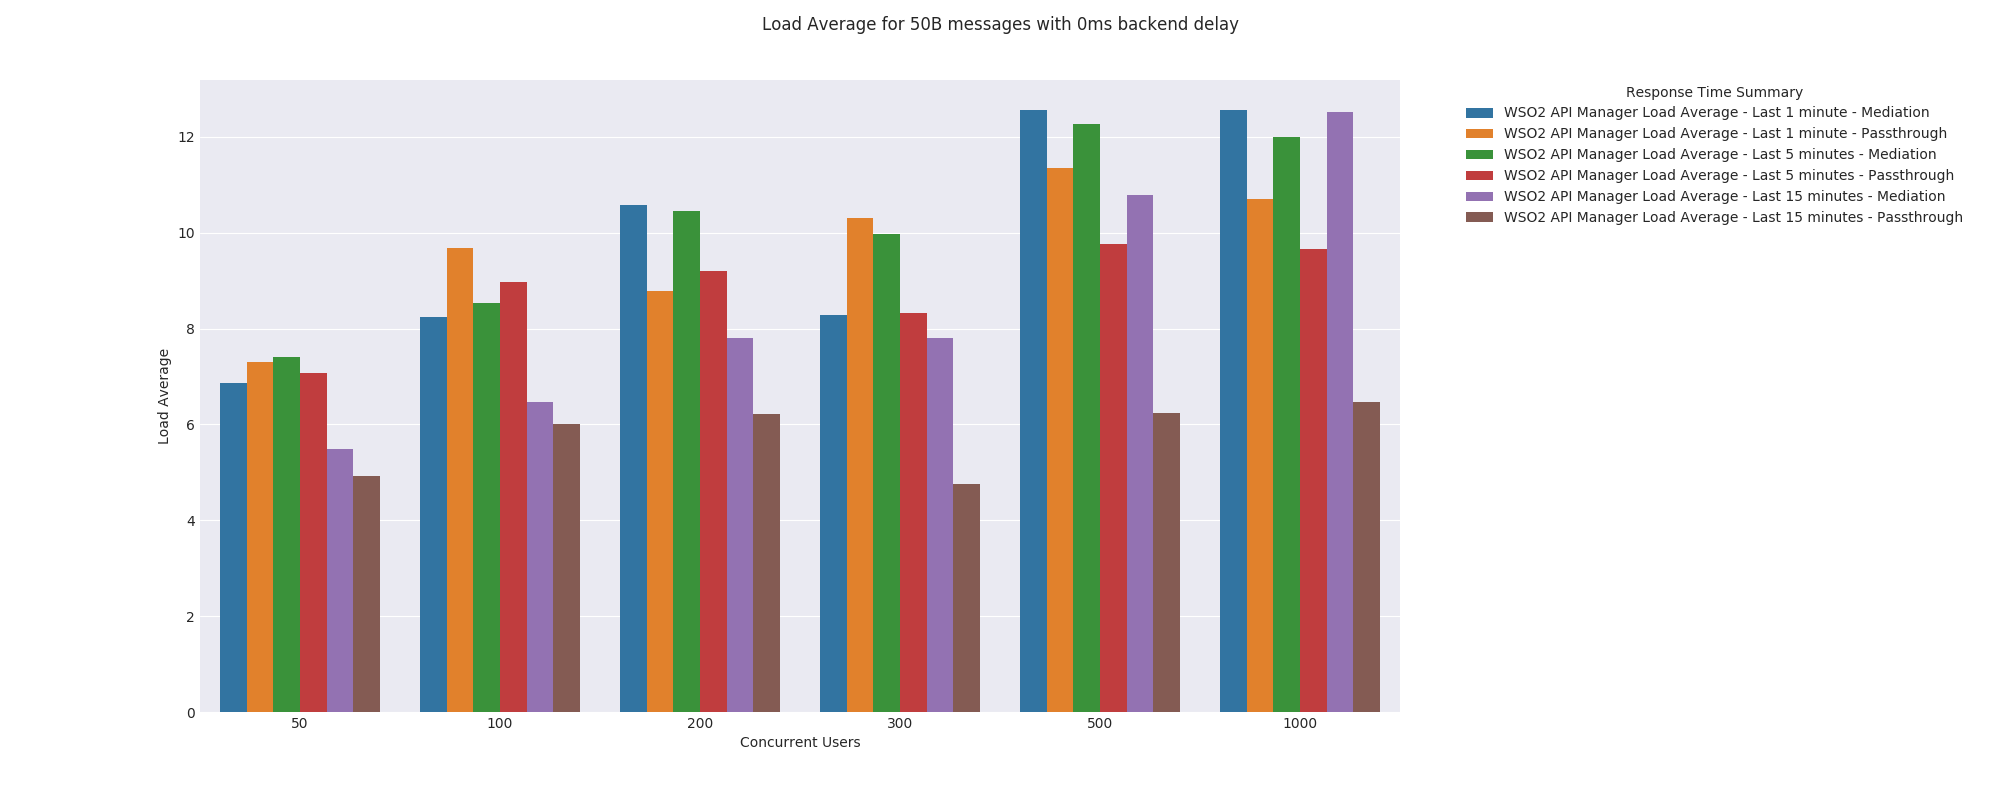 Load Average for 50B messages with 0ms backend delay
Response Time Summary
WSO2 API Manager Load Average - Last 1 minute - Mediation
WSO2 API Manager Load Average - Last 1 minute - Passthrough
WSO2 API Manager Load Average - Last 5 minutes - Mediation
WSO2 API Manager Load Average - Last 5 minutes - Passthrough
WSO2 API Manager Load Average - Last 15 minutes - Mediation
WSO2 API Manager Load Average - Last 15 minutes - Passthrough
Load Average
12
10
8
6
4
2
0
50 100 200 300 500 1000
Concurrent Users